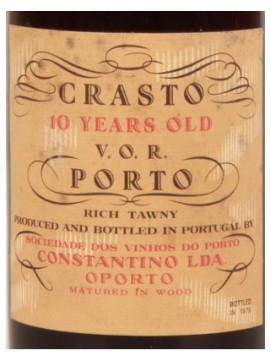 CRASTO
10 YEARS OLD
V. O. R.
PORTO
RICH TAWNY
PRODUCED AND BOTTLED IN PORTUGAL BY
SOCIEDADE DOS VINHOS DO PORTO
CONSTANTINO LDA.
OPORTO
MATURED IN WOOD
BOTTLED
IN